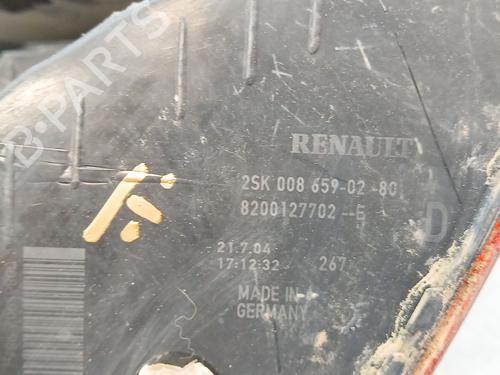 RENAULT
2SK 008 659-02-80
8200127702-E
D
21.7.04
17:12:32 267
MADE IN
GERMANY
B-PARTS